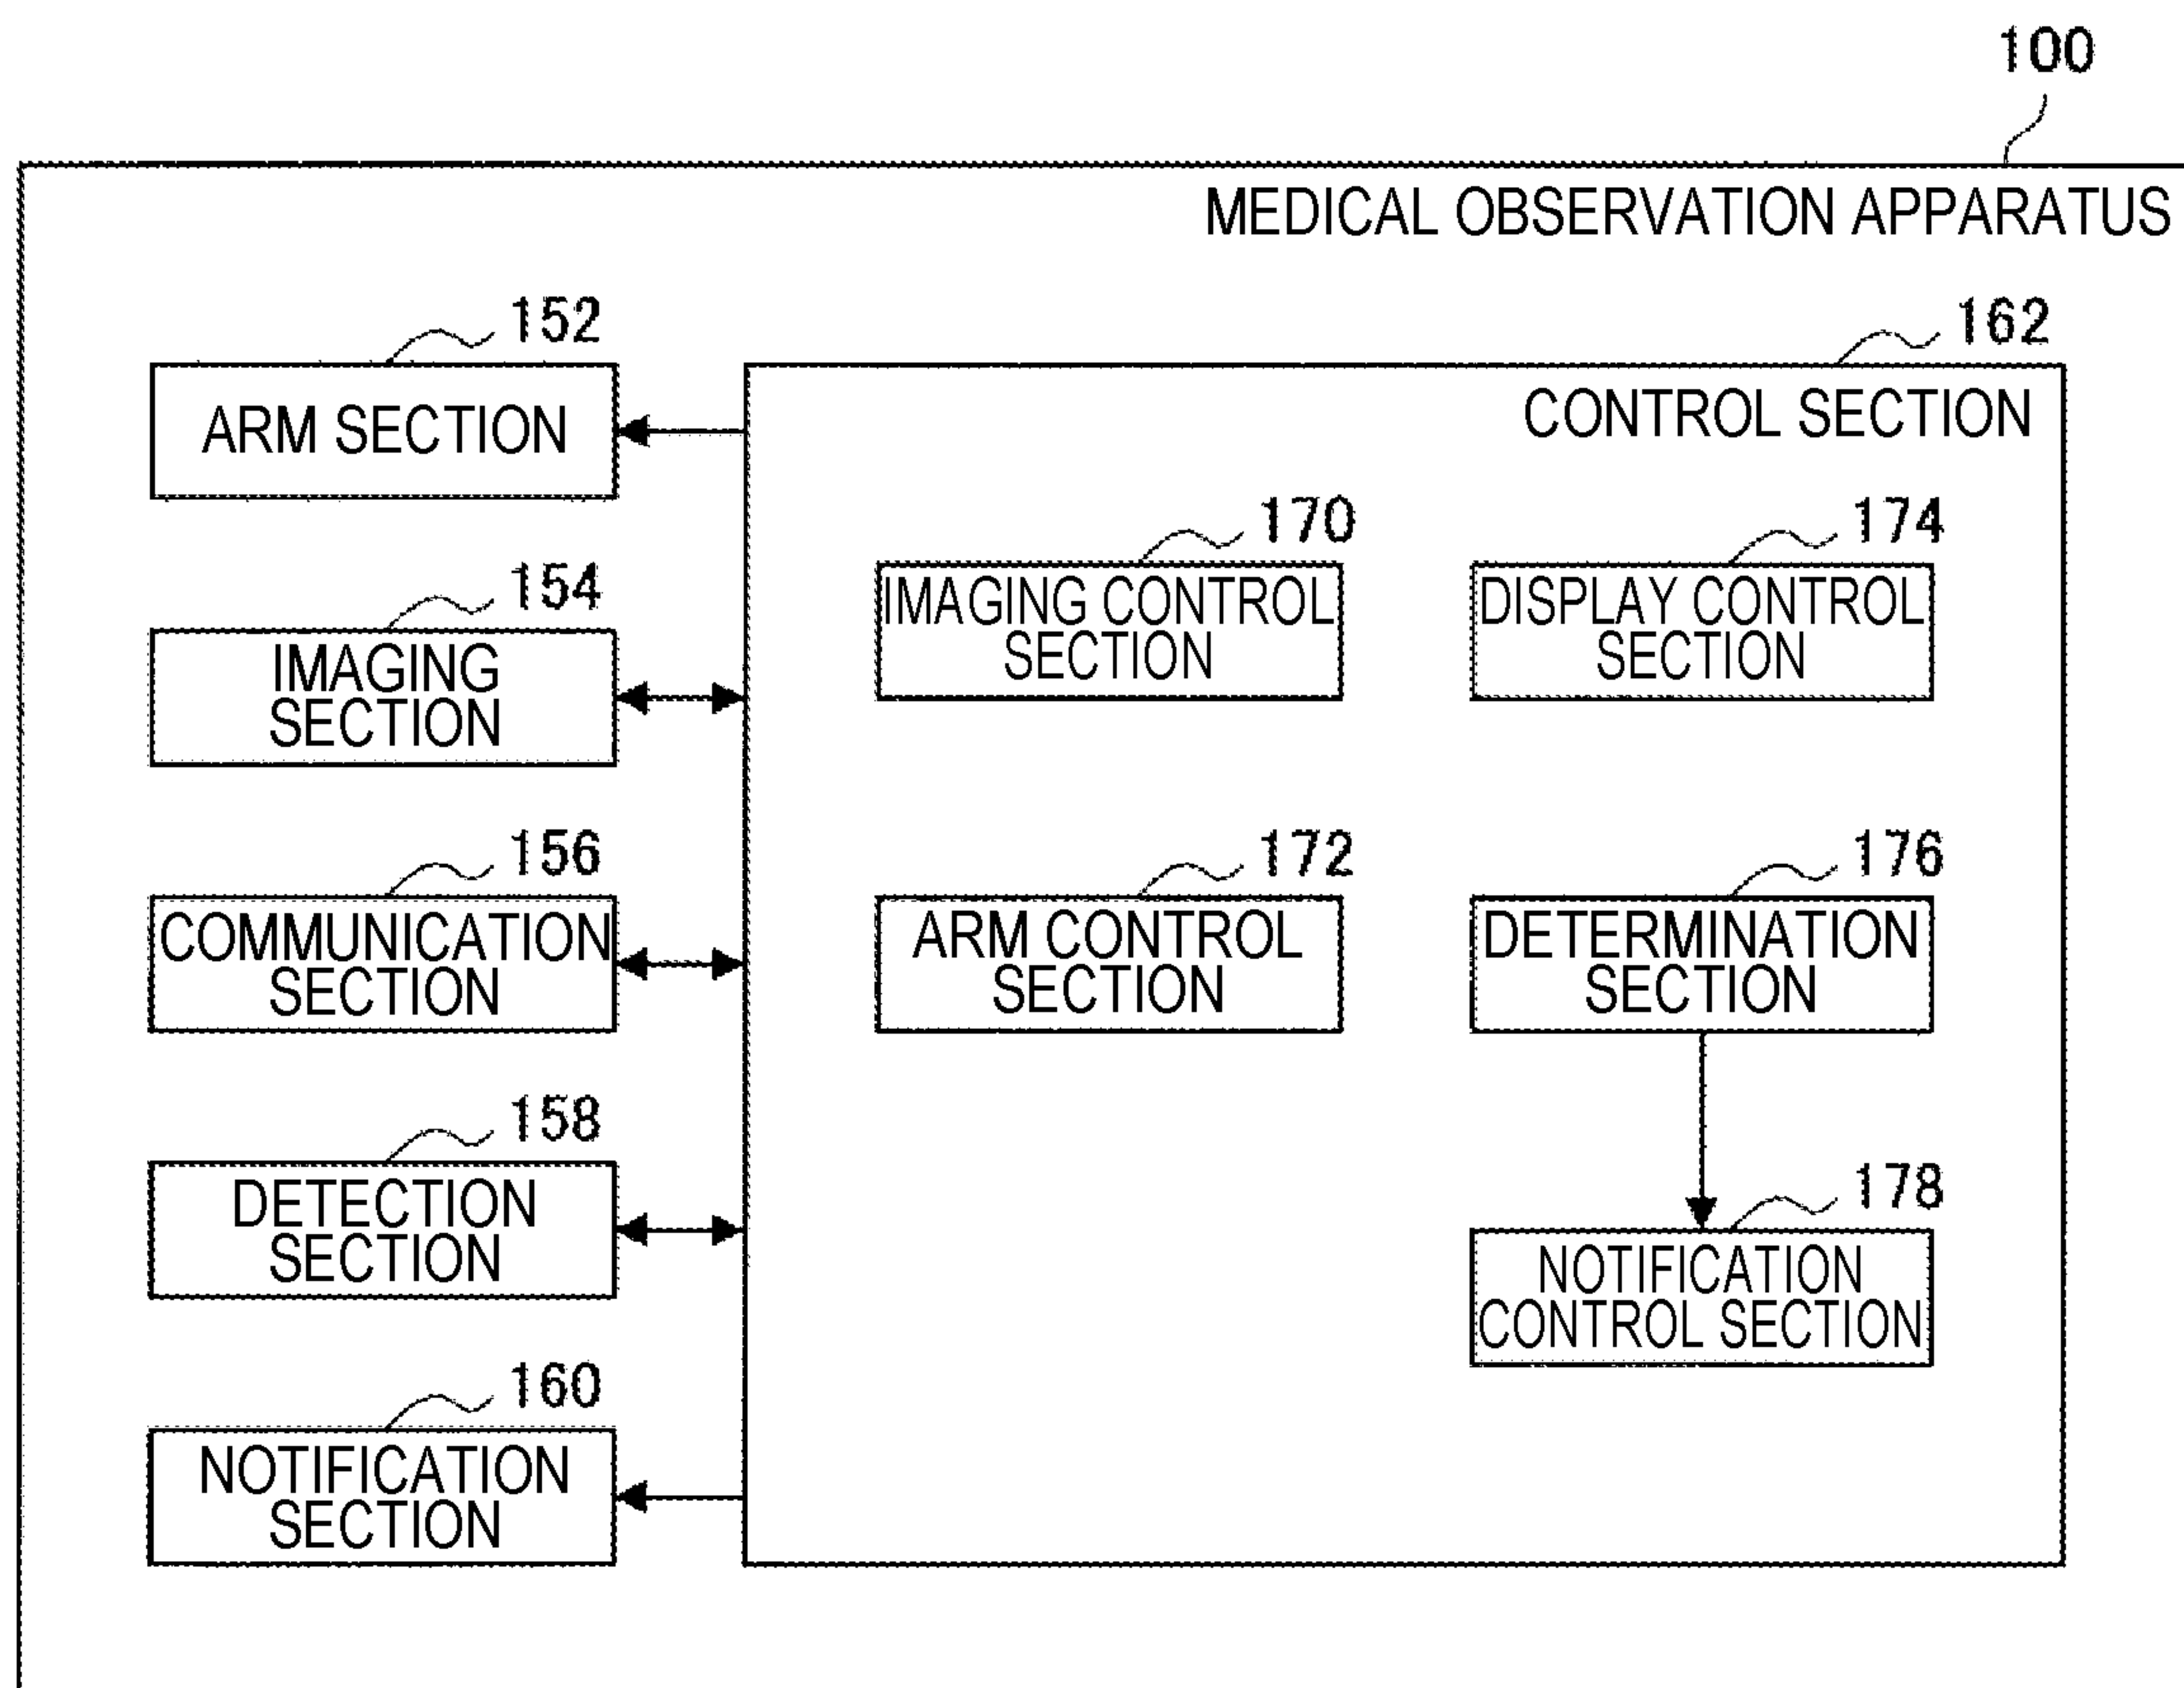 100
MEDICAL OBSERVATION APPARATUS
152
ARM SECTION
154
IMAGING
SECTION
156
COMMUNICATION
SECTION
158
DETECTION
SECTION
160
NOTIFICATION
SECTION
162
CONTROL SECTION
170
IMAGING CONTROL
SECTION
174
DISPLAY CONTROL
SECTION
172
ARM CONTROL
SECTION
176
DETERMINATION
SECTION
178
NOTIFICATION
CONTROL SECTION